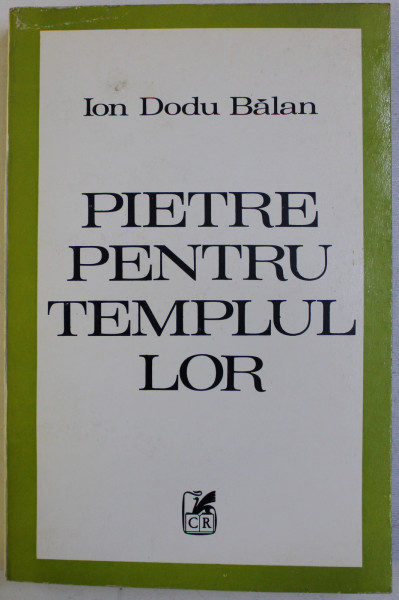 Ion Dodu Bălan
PIETRE
PENTRU
TEMPLUL
LOR
CR